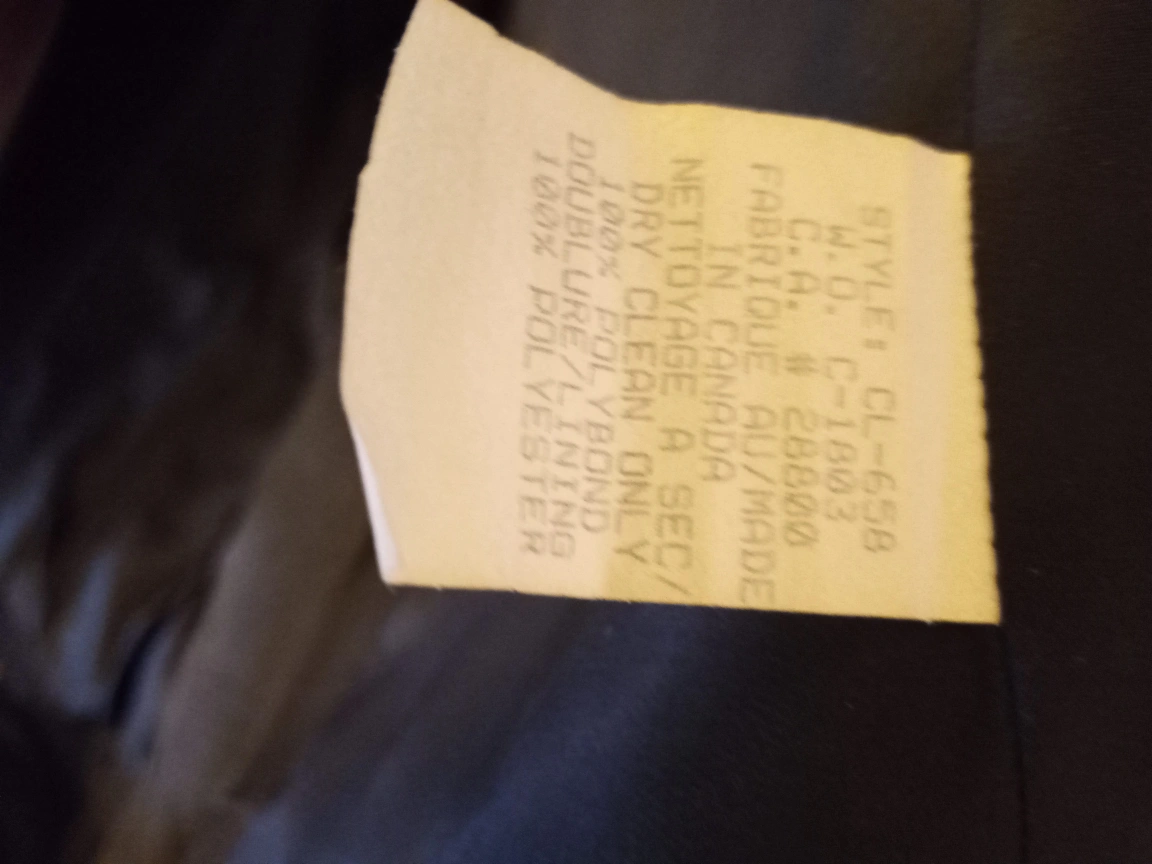 STYLE: CL-658
W.O. C-1803
C.A. # 28800
FABRIQUE AU/MADE
IN CANADA
NETTOYAGE A SEC/
DRY CLEAN ONLY
100% POLYBOND
DOUBLURE/LINING
100% POLYESTER